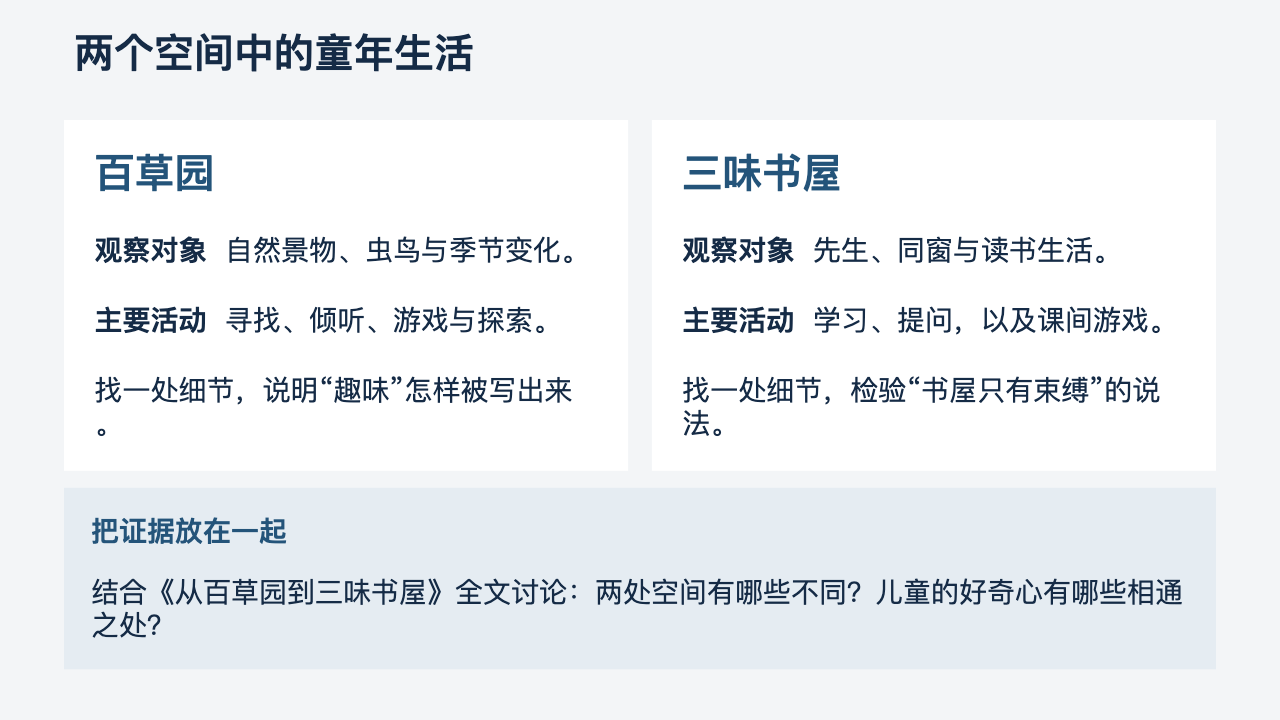 两个空间中的童年生活
百草园
观察对象 自然景物、虫鸟与季节变化。
主要活动 寻找、倾听、游戏与探索。
找一处细节，说明“趣味”怎样被写出来
。
三味书屋
观察对象 先生、同窗与读书生活。
主要活动 学习、提问，以及课间游戏。
找一处细节，检验“书屋只有束缚”的说
法。
把证据放在一起
结合《从百草园到三味书屋》全文讨论：两处空间有哪些不同？儿童的好奇心有哪些相通
之处？